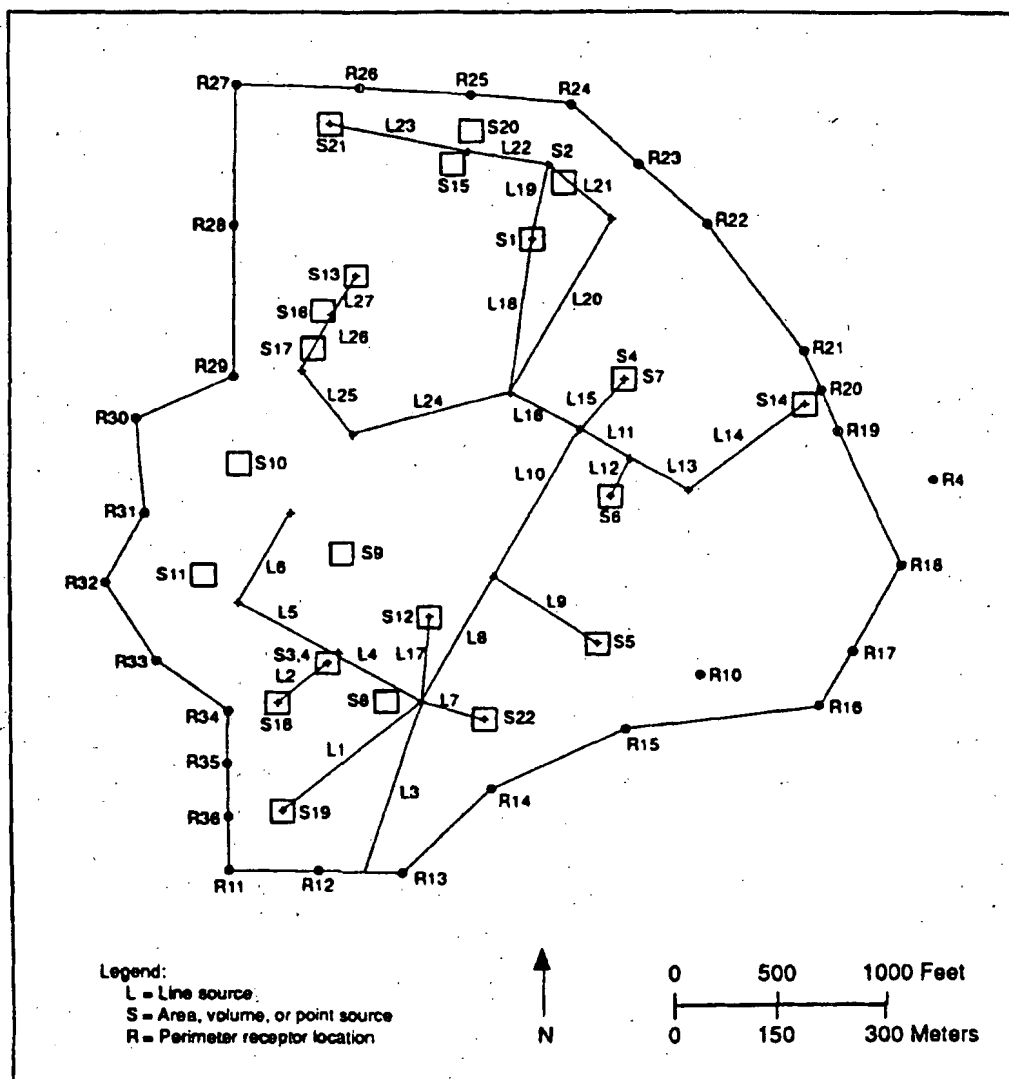 R27
R26
R25
R24
L23
S20
S21
L22
S2
R23
S15
L19
L21
R28
S1
R22
S13
L27
L18
L20
S16
L26
S17
R21
R29
S4
S7
R20
L25
S14
R30
L24
L16
L15
R19
L11
L14
S10
L10
L12
L13
R4
S6
R31
S9
R18
L6
S11
R32
L9
L5
S12
L8
S3,4
L4
L17
S5
R33
R17
L2
R10
S8
L7
R34
S18
S22
R16
L1
R15
R35
L3
R14
S19
R36
R11
R12
R13
Legend:
L = Line source
S = Area, volume, or point source
R = Perimeter receptor location
N
0 500 1000 Feet
0 150 300 Meters